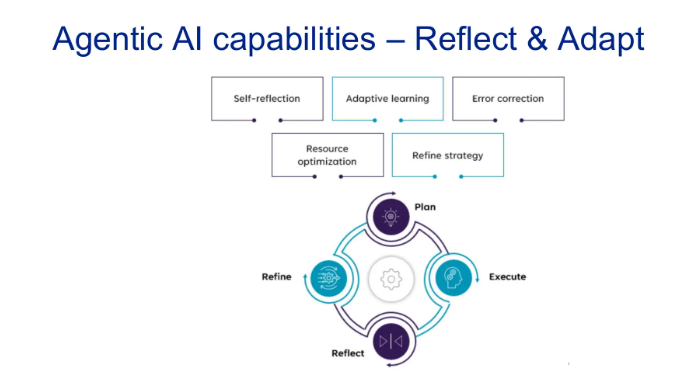 Agentic AI capabilities – Reflect & Adapt
Self-reflection
Adaptive learning
Error correction
Resource
optimization
Refine strategy
Plan
Refine
Execute
Reflect